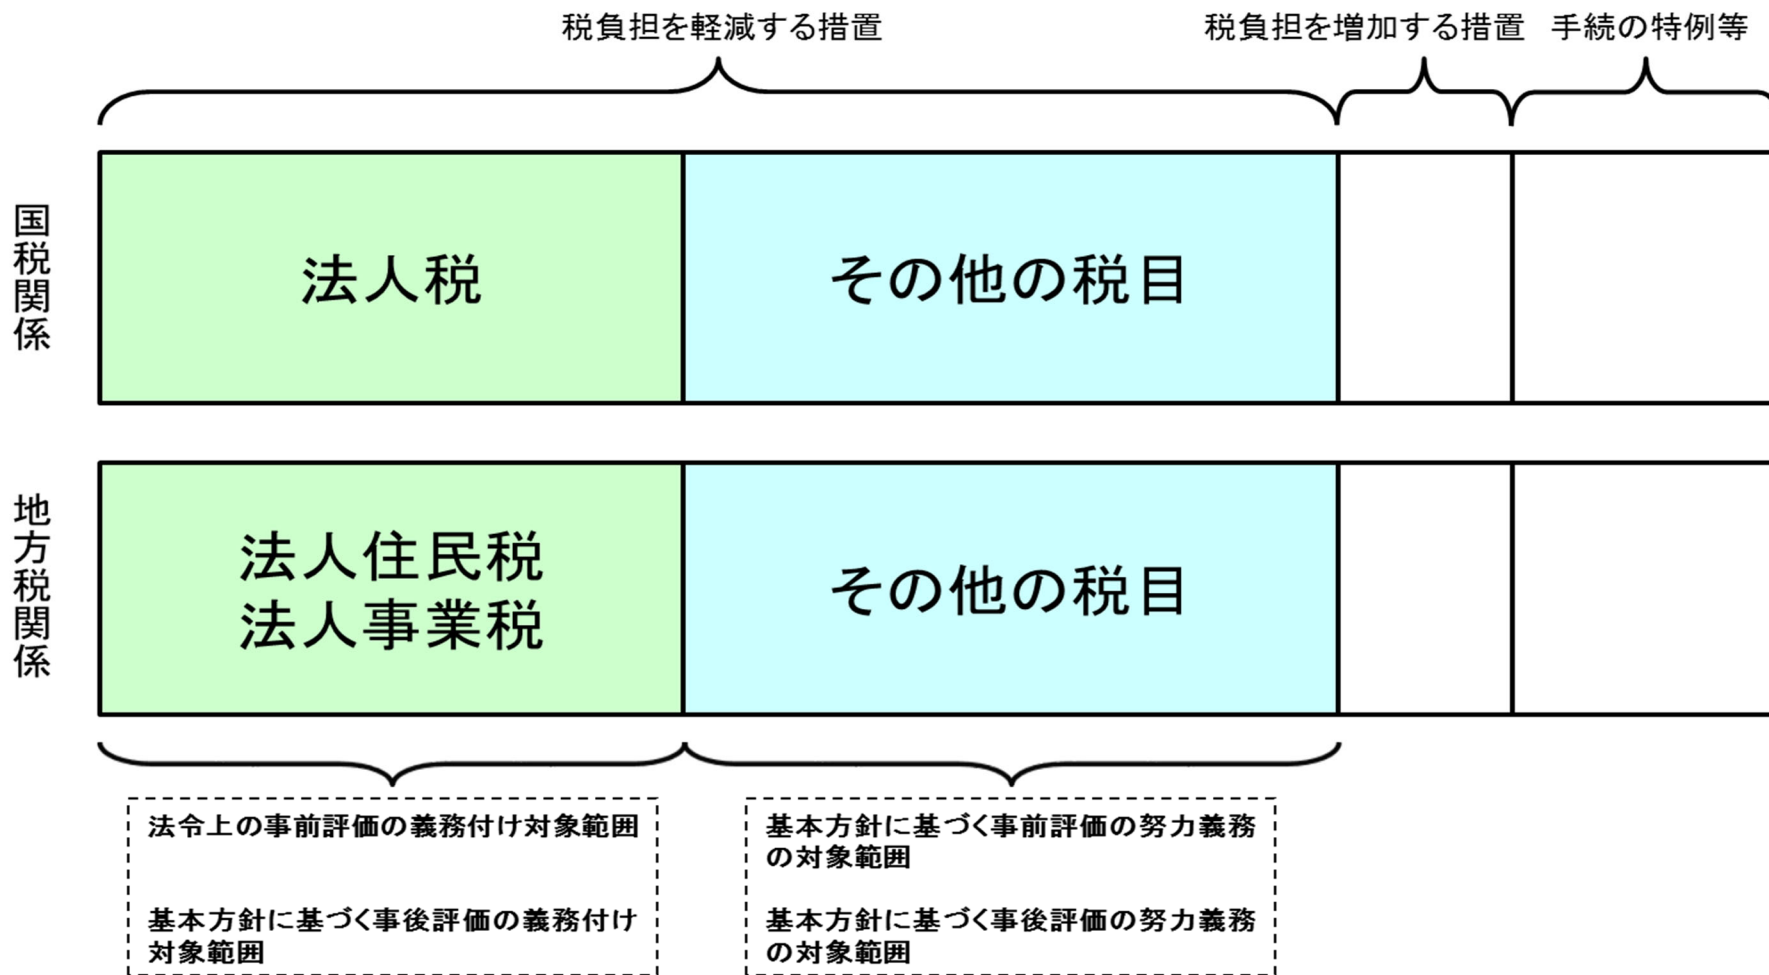 税負担を軽減する措置
税負担を増加する措置
手続の特例等
国税関係
法人税
その他の税目
地方税関係
法人住民税
法人事業税
その他の税目
法令上の事前評価の義務付け対象範囲
基本方針に基づく事後評価の義務付け
対象範囲
基本方針に基づく事前評価の努力義務
の対象範囲
基本方針に基づく事後評価の努力義務
の対象範囲